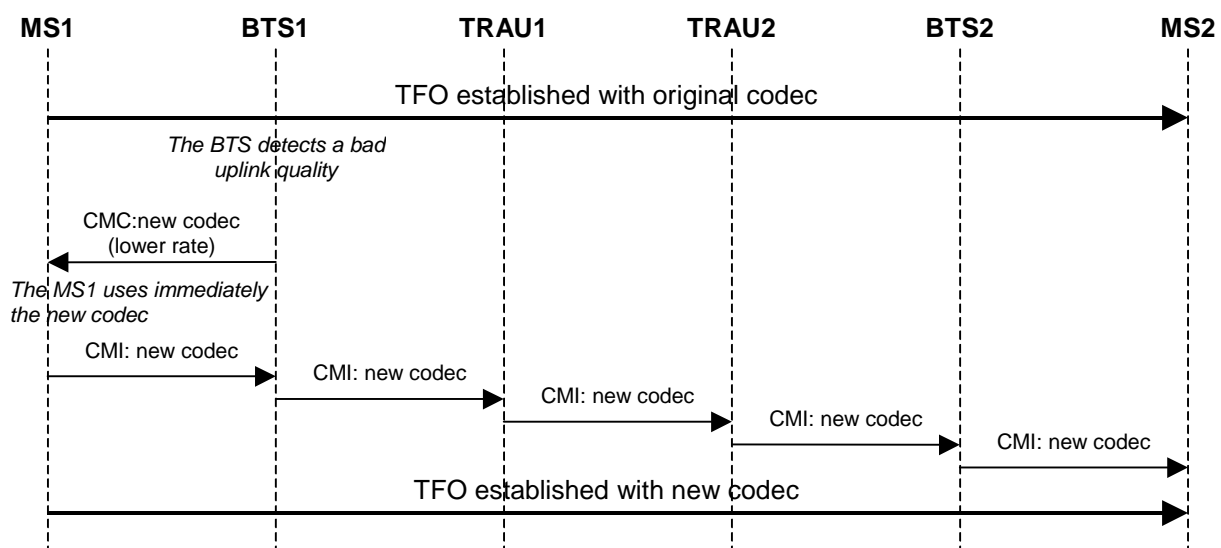 MS1 BTS1 TRAU1 TRAU2 BTS2 MS2
TFO established with original codec
The BTS detects a bad
uplink quality
CMC:new codec
(lower rate)
The MS1 uses immediately
the new codec
CMI: new codec
CMI: new codec
CMI: new codec
CMI: new codec
CMI: new codec
TFO established with new codec